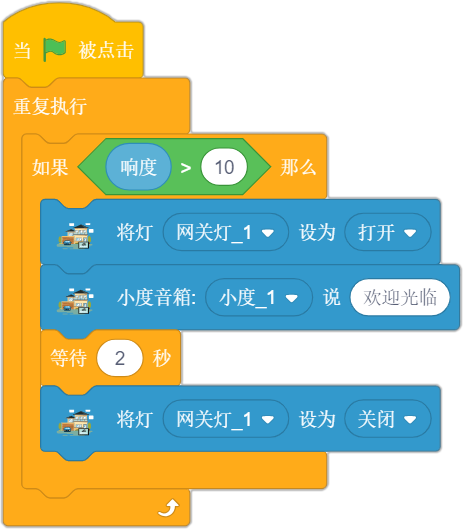 当 被点击
重复执行
如果 响度 > 10 那么
将灯 网关灯_1 设为 打开
小度音箱: 小度_1 说 欢迎光临
等待 2 秒
将灯 网关灯_1 设为 关闭